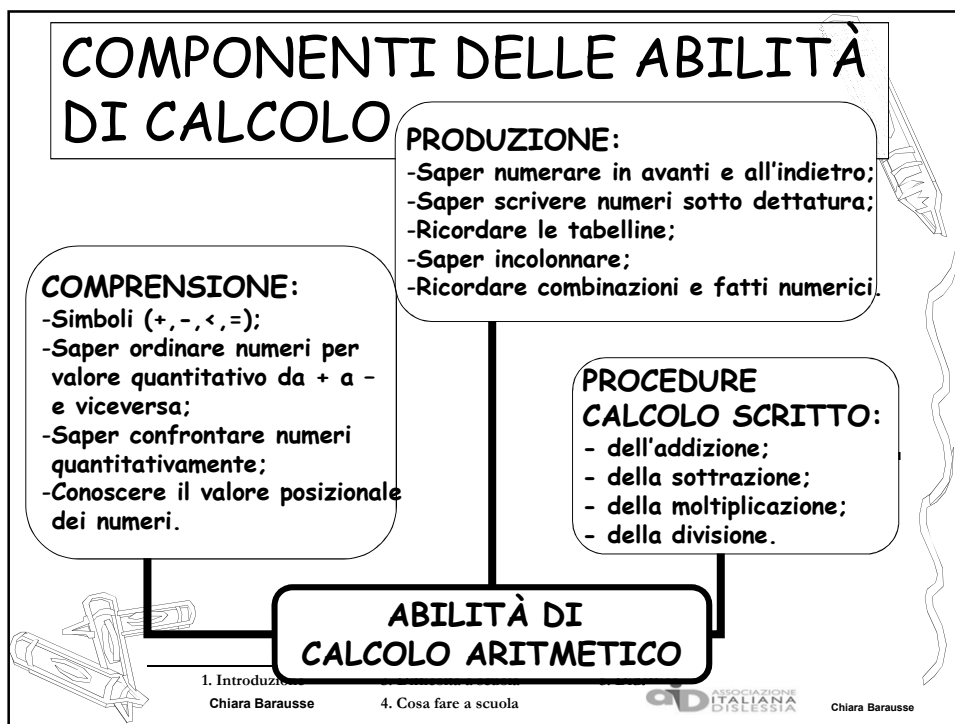 COMPONENTI DELLE ABILITÀ
DI CALCOLO
PRODUZIONE:
-Saper numerare in avanti e all'indietro;
-Saper scrivere numeri sotto dettatura;
-Ricordare le tabelline;
-Saper incolonnare;
-Ricordare combinazioni e fatti numerici.
COMPRENSIONE:
-Simboli (+,-,<,=);
-Saper ordinare numeri per
valore quantitativo da + a –
e viceversa;
-Saper confrontare numeri
quantitativamente;
-Conoscere il valore posizionale
dei numeri.
PROCEDURE
CALCOLO SCRITTO:
- dell'addizione;
- della sottrazione;
- della moltiplicazione;
- della divisione.
ABILITÀ DI
CALCOLO ARITMETICO
1. Introduzione
Chiara Barausse
4. Cosa fare a scuola
AID ASSOCIAZIONE
ITALIANA
DISLESSIA
Chiara Barausse